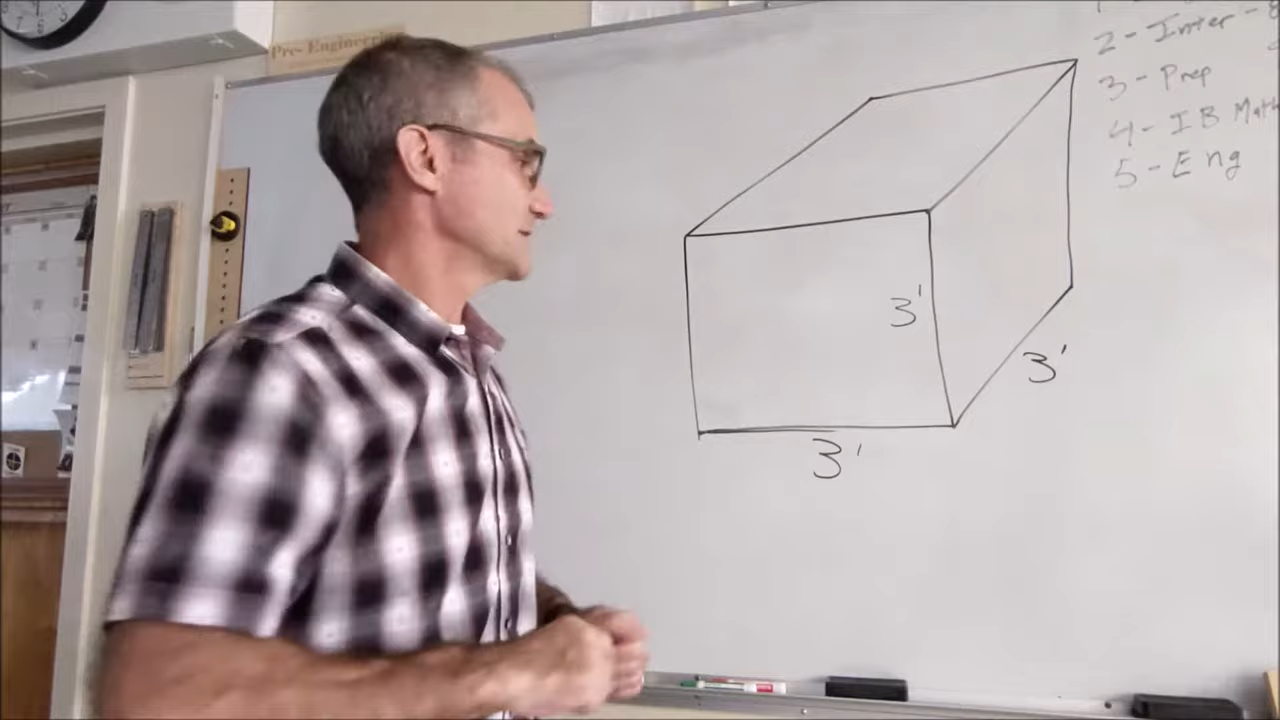 Pre-Engineering
2 - Inter -
3 - Prep
4 - IB Math
5 - Eng
3'
3'
3'